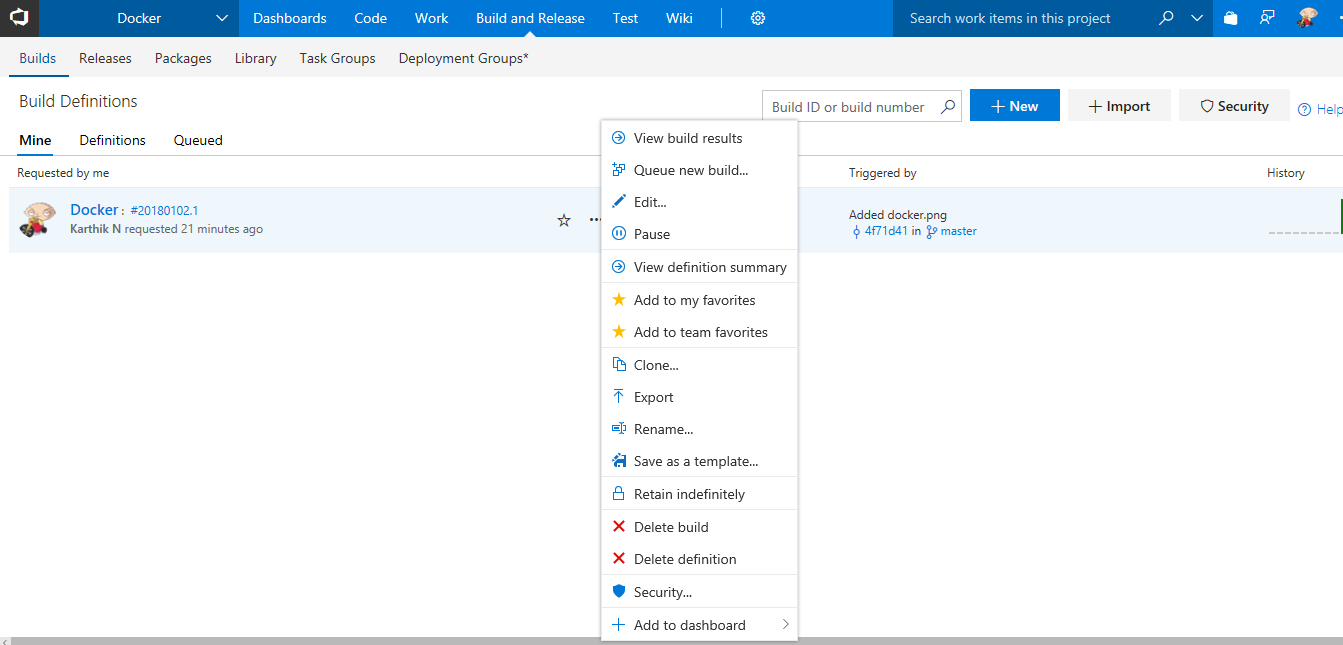 Docker Dashboards Code Work Build and Release Test Wiki Search work items in this project
Builds Releases Packages Library Task Groups Deployment Groups*
Build Definitions
Build ID or build number New Import Security Help
Mine Definitions Queued
Requested by me Triggered by History
Docker : #20180102.1
Karthik N requested 21 minutes ago
Added docker.png
4f71d41 in master
View build results
Queue new build...
Edit...
Pause
View definition summary
Add to my favorites
Add to team favorites
Clone...
Export
Rename...
Save as a template...
Retain indefinitely
Delete build
Delete definition
Security...
Add to dashboard